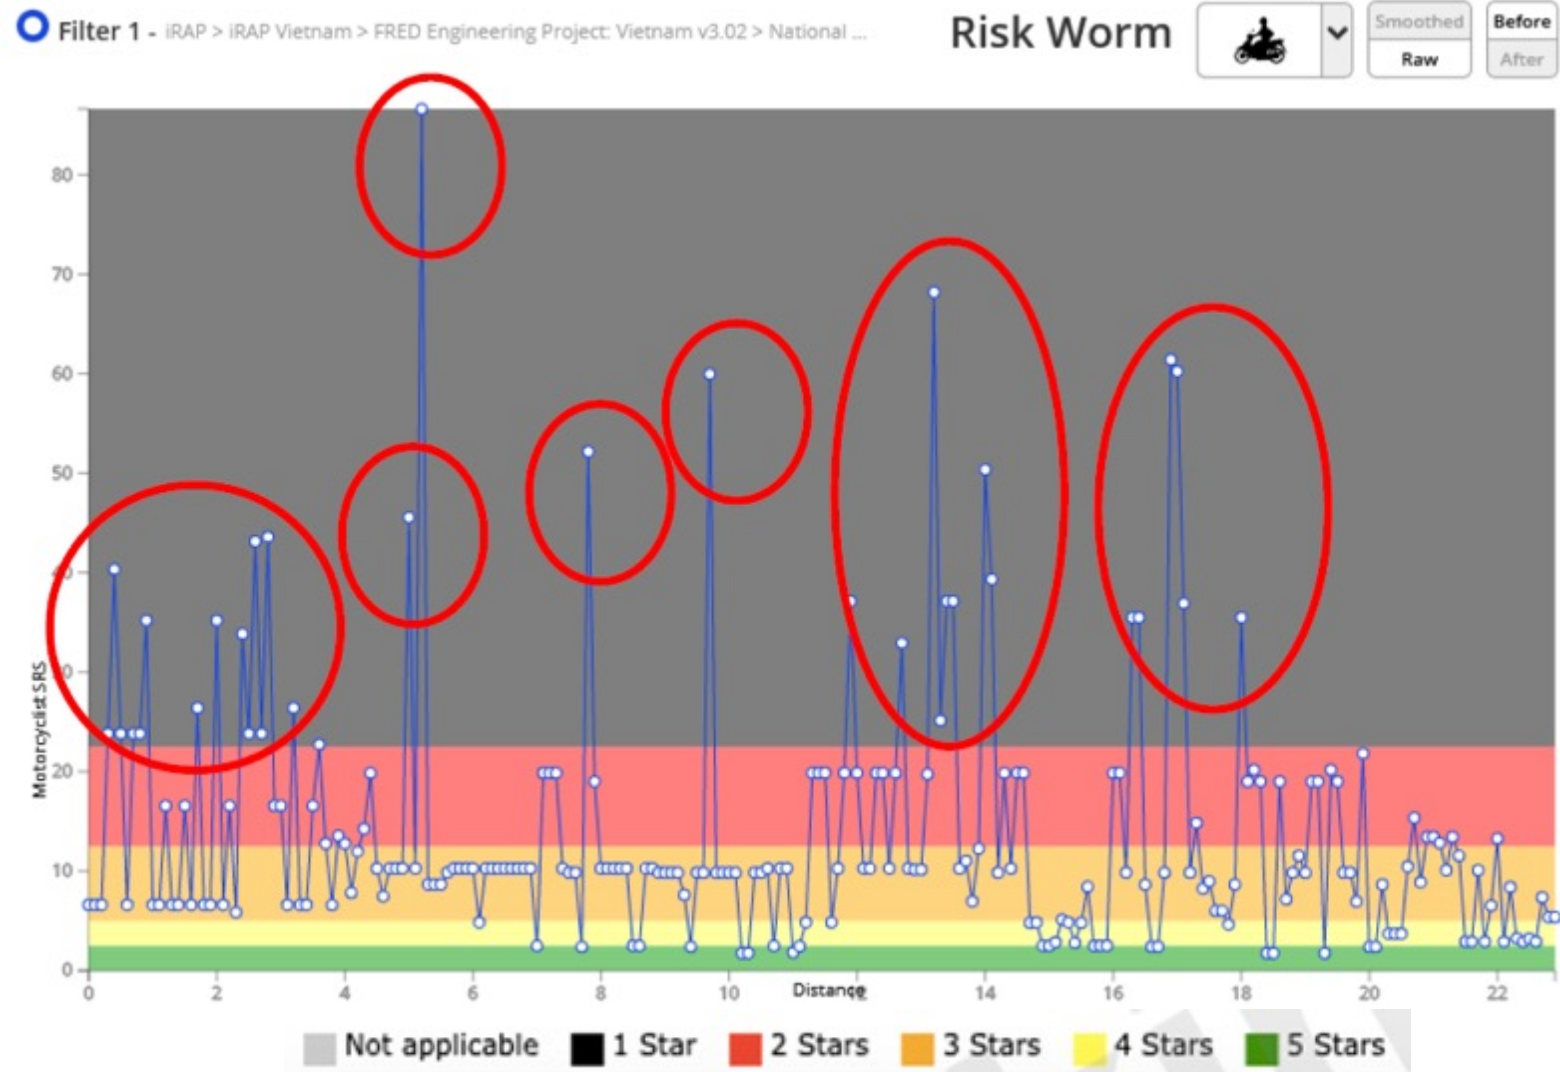 Filter 1 - iRAP > iRAP Vietnam > FRED Engineering Project: Vietnam v3.02 > National ...
Risk Worm
Smoothed
Raw
Before
After
80
70
60
50
20
10
0
Motorcyclist SRS
0 2 4 6 8 10 14 16 18 20 22
Distance
Not applicable 1 Star 2 Stars 3 Stars 4 Stars 5 Stars